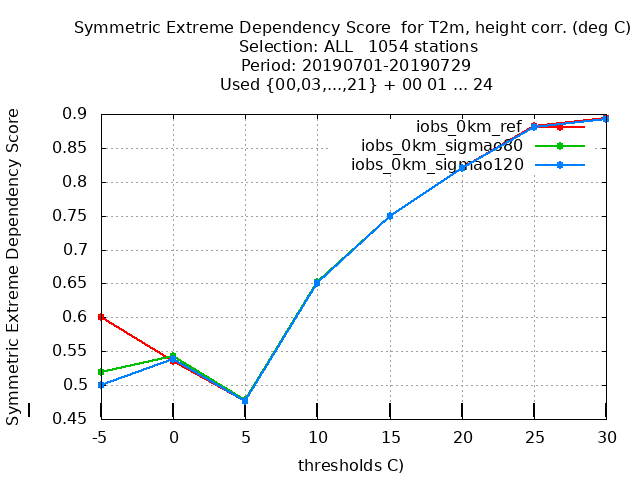 Symmetric Extreme Dependency Score  for T2m, height corr. (deg C)
Selection: ALL   1054 stations
Period: 20190701-20190729
Used {00,03,...,21} + 00 01 ... 24
Symmetric Extreme Dependency Score
0.9
0.85
0.8
0.75
0.7
0.65
0.6
0.55
0.5
0.45
iobs_0km_ref
iobs_0km_sigmao80
iobs_0km_sigmao120
-5 0 5 10 15 20 25 30
thresholds C)